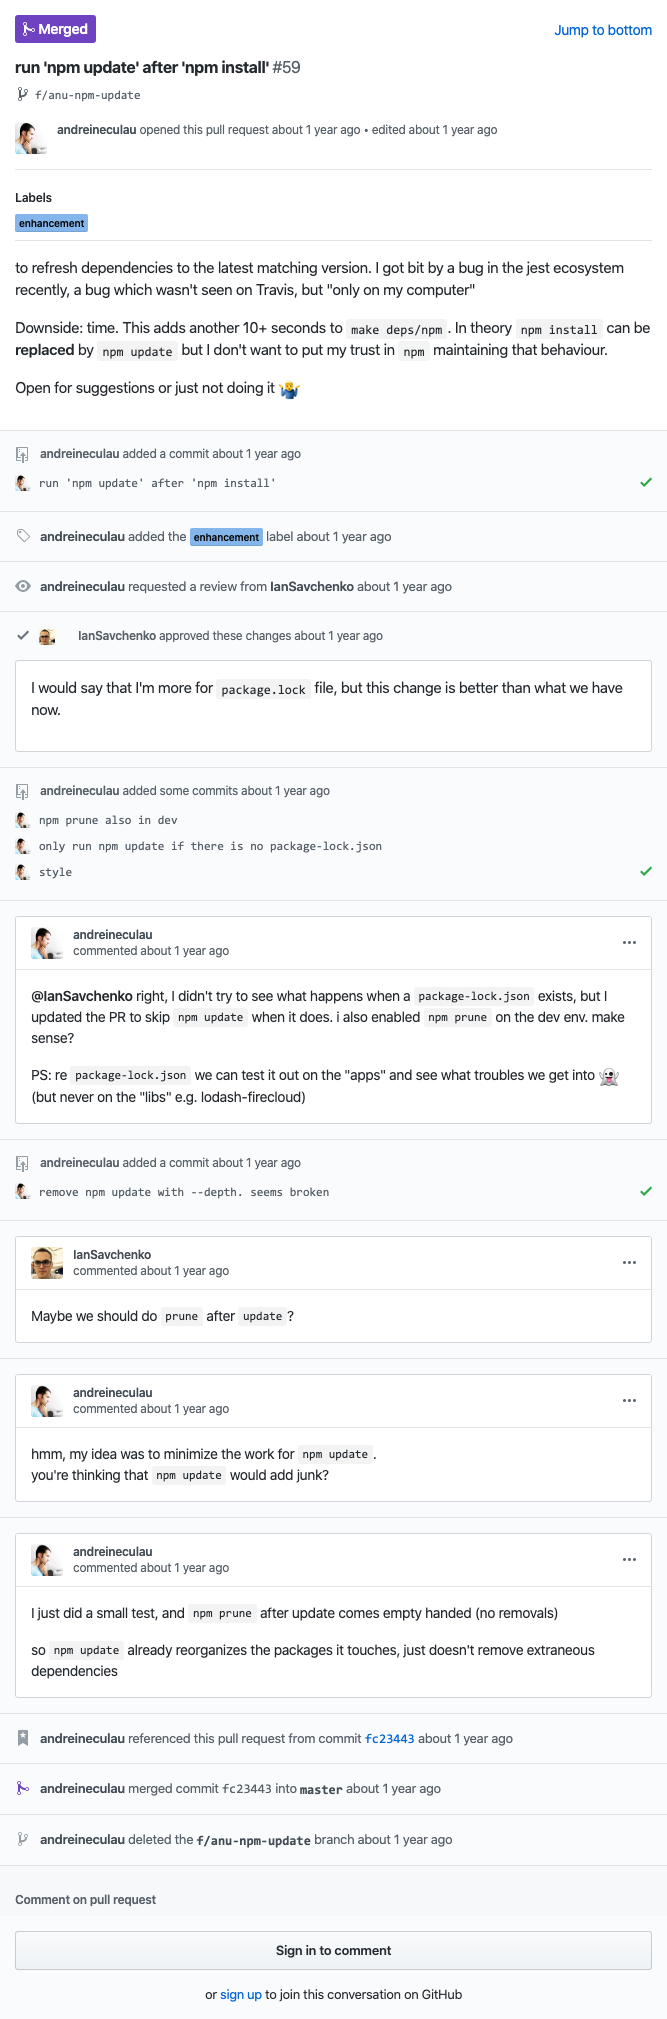 Merged
Jump to bottom
run 'npm update' after 'npm install' #59
f/anu-npm-update
andreineculau opened this pull request about 1 year ago • edited about 1 year ago
Labels
enhancement
to refresh dependencies to the latest matching version. I got bit by a bug in the jest ecosystem
recently, a bug which wasn't seen on Travis, but "only on my computer"
Downside: time. This adds another 10+ seconds to make deps/npm. In theory npm install can be
replaced by npm update but I don't want to put my trust in npm maintaining that behaviour.
Open for suggestions or just not doing it 🤷‍♂️
andreineculau added a commit about 1 year ago
run 'npm update' after 'npm install'
andreineculau added the enhancement label about 1 year ago
andreineculau requested a review from IanSavchenko about 1 year ago
IanSavchenko approved these changes about 1 year ago
I would say that I'm more for package.lock file, but this change is better than what we have
now.
andreineculau added some commits about 1 year ago
npm prune also in dev
only run npm update if there is no package-lock.json
style
andreineculau
commented about 1 year ago
@IanSavchenko right, I didn't try to see what happens when a package-lock.json exists, but I
updated the PR to skip npm update when it does. i also enabled npm prune on the dev env. make
sense?
PS: re package-lock.json we can test it out on the "apps" and see what troubles we get into 👻
(but never on the "libs" e.g. lodash-firecloud)
andreineculau added a commit about 1 year ago
remove npm update with --depth. seems broken
IanSavchenko
commented about 1 year ago
Maybe we should do prune after update?
andreineculau
commented about 1 year ago
hmm, my idea was to minimize the work for npm update.
you're thinking that npm update would add junk?
andreineculau
commented about 1 year ago
I just did a small test, and npm prune after update comes empty handed (no removals)
so npm update already reorganizes the packages it touches, just doesn't remove extraneous
dependencies
andreineculau referenced this pull request from commit fc23443 about 1 year ago
andreineculau merged commit fc23443 into master about 1 year ago
andreineculau deleted the f/anu-npm-update branch about 1 year ago
Comment on pull request
Sign in to comment
or sign up to join this conversation on GitHub